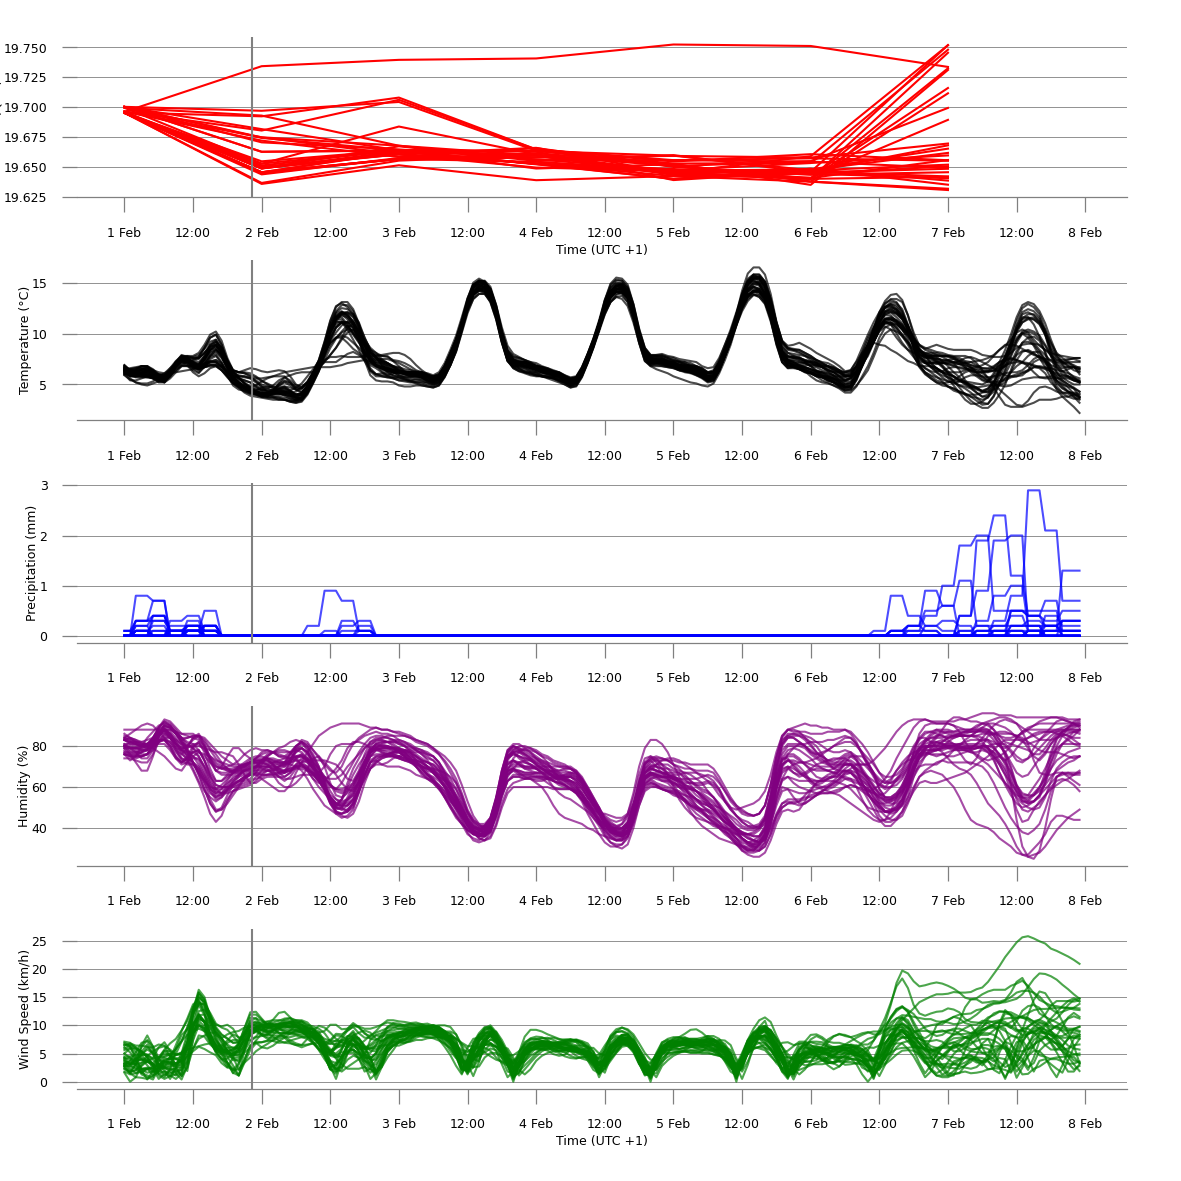 19.750
19.725
19.700
19.675
19.650
19.625
1 Feb 12:00 2 Feb 12:00 3 Feb 12:00 4 Feb 12:00 5 Feb 12:00 6 Feb 12:00 7 Feb 12:00 8 Feb
Time (UTC +1)
Temperature (°C)
15
10
5
1 Feb 12:00 2 Feb 12:00 3 Feb 12:00 4 Feb 12:00 5 Feb 12:00 6 Feb 12:00 7 Feb 12:00 8 Feb
Precipitation (mm)
3
2
1
0
1 Feb 12:00 2 Feb 12:00 3 Feb 12:00 4 Feb 12:00 5 Feb 12:00 6 Feb 12:00 7 Feb 12:00 8 Feb
Humidity (%)
80
60
40
1 Feb 12:00 2 Feb 12:00 3 Feb 12:00 4 Feb 12:00 5 Feb 12:00 6 Feb 12:00 7 Feb 12:00 8 Feb
Wind Speed (km/h)
25
20
15
10
5
0
1 Feb 12:00 2 Feb 12:00 3 Feb 12:00 4 Feb 12:00 5 Feb 12:00 6 Feb 12:00 7 Feb 12:00 8 Feb
Time (UTC +1)